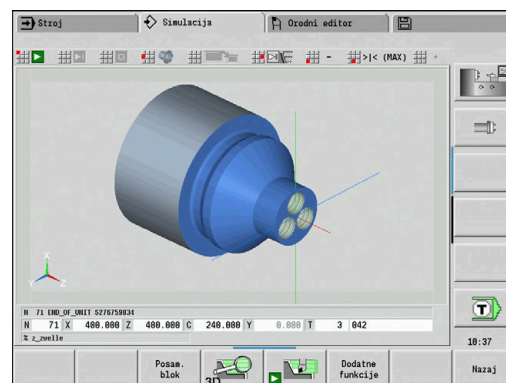 Stroj
Simulacija
Orodni editor
- >|< (MAX)
X
Y
Z
N 71 END_OF_UNIT S276759834
N 71 X 400.000 Z 400.000 C 240.000 Y 0.000 T 3 042
% z_zwelle
T
10:37
Posam. blok
3D
Dodatne funkcije
Nazaj